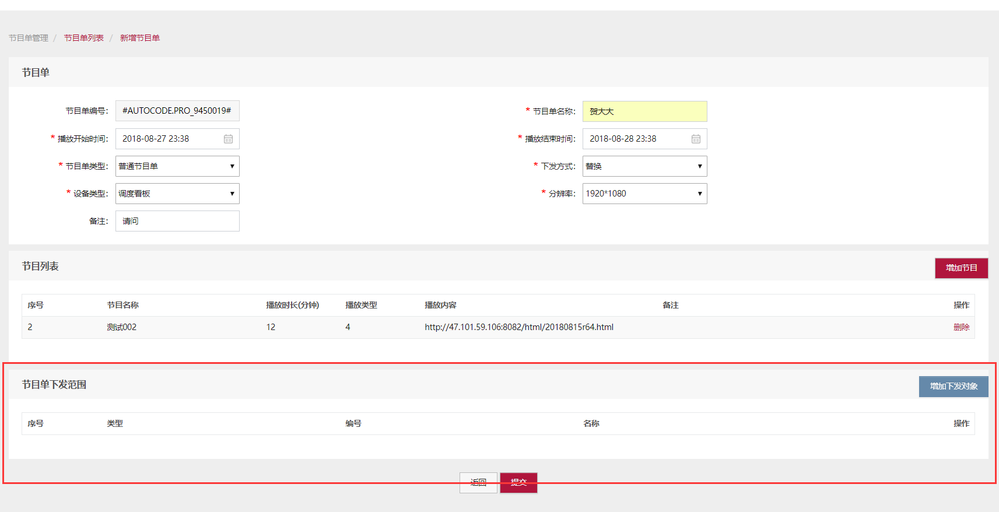 节目单管理 / 节目单列表 / 新增节目单
节目单
节目单编号: #AUTOCODE.PRO_9450019# * 节目单名称: 贺大大
* 播放开始时间: 2018-08-27 23:38 * 播放结束时间: 2018-08-28 23:38
* 节目单类型: 普通节目单 * 下发方式: 替换
* 设备类型: 调度看板 * 分辨率: 1920*1080
备注: 请问
节目列表 增加节目
序号 节目名称 播放时长(分钟) 播放类型 播放内容 备注 操作
2 测试002 12 4 http://47.101.59.106:8082/html/20180815r64.html 删除
节目单下发范围 增加下发对象
序号 类型 编号 名称 操作
返回 提交